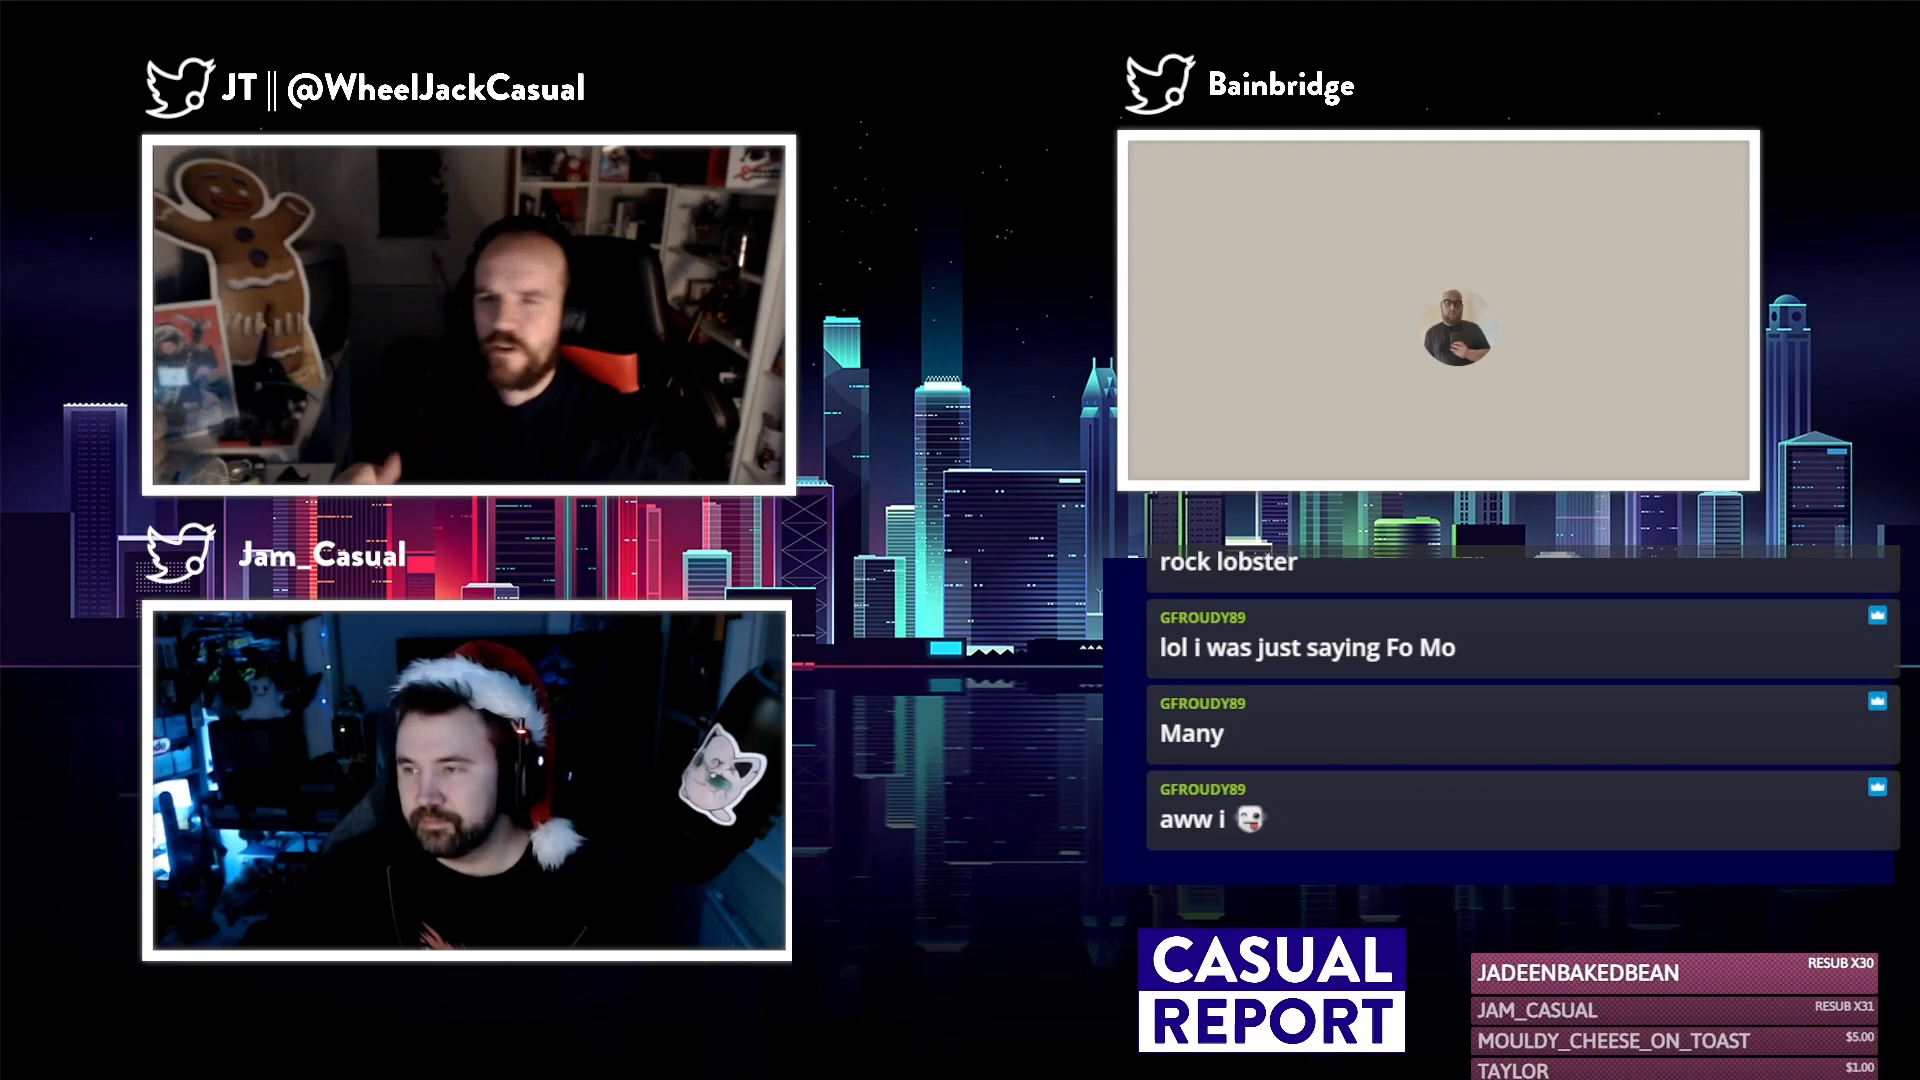 JT || @WheelJackCasual
Bainbridge
Jam_Casual
rock lobster
GFROUDY89
lol i was just saying Fo Mo
GFROUDY89
Many
GFROUDY89
aww i 😜
CASUAL
REPORT
JADEENBAKEDBEAN RESUB X30
JAM_CASUAL RESUB X31
MOULDY_CHEESE_ON_TOAST $5.00
TAYLOR $1.00